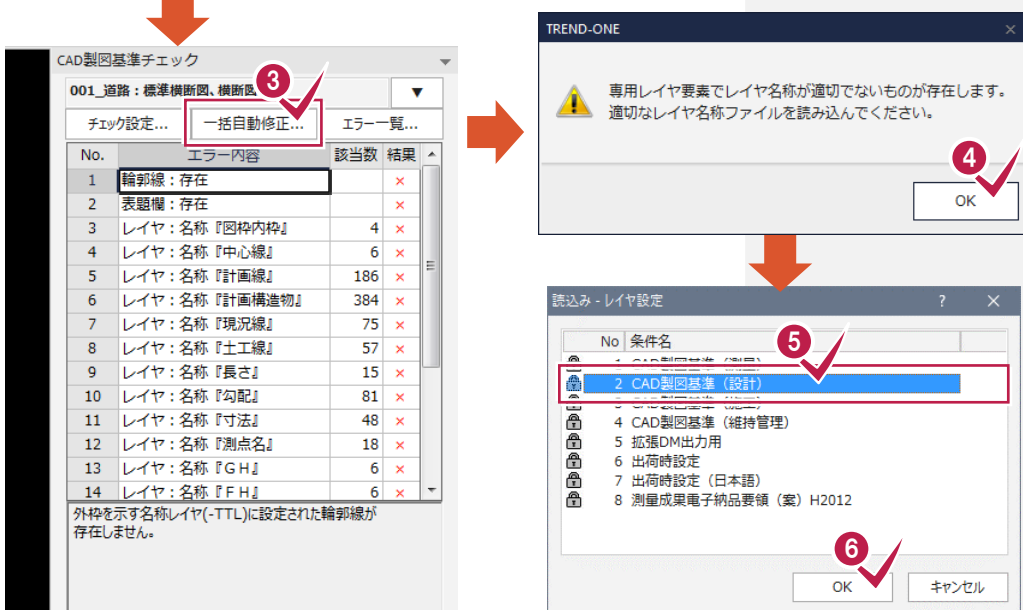 CAD製図基準チェック
001_道路：標準横断図、横断図
3
チェック設定... 一括自動修正... エラー一覧...
No. エラー内容 該当数 結果
1 輪郭線：存在 ×
2 表題欄：存在 ×
3 レイヤ：名称『図枠内枠』 4 ×
4 レイヤ：名称『中心線』 6 ×
5 レイヤ：名称『計画線』 186 ×
6 レイヤ：名称『計画構造物』 384 ×
7 レイヤ：名称『現況線』 75 ×
8 レイヤ：名称『土工線』 57 ×
9 レイヤ：名称『長さ』 15 ×
10 レイヤ：名称『勾配』 81 ×
11 レイヤ：名称『寸法』 48 ×
12 レイヤ：名称『測点名』 18 ×
13 レイヤ：名称『ＧＨ』 6 ×
14 レイヤ：名称『ＦＨ』 6 ×
外枠を示す名称レイヤ(-TTL)に設定された輪郭線が
存在しません。
TREND-ONE
専用レイヤ要素でレイヤ名称が適切でないものが存在します。
適切なレイヤ名称ファイルを読み込んでください。
4
OK
読込み - レイヤ設定 ? ×
No 条件名
5
1 CAD製図基準（測量）
2 CAD製図基準（設計）
3 CAD製図基準（施工）
4 CAD製図基準（維持管理）
5 拡張DM出力用
6 出荷時設定
7 出荷時設定（日本語）
8 測量成果電子納品要領（案）H2012
6
OK キャンセル